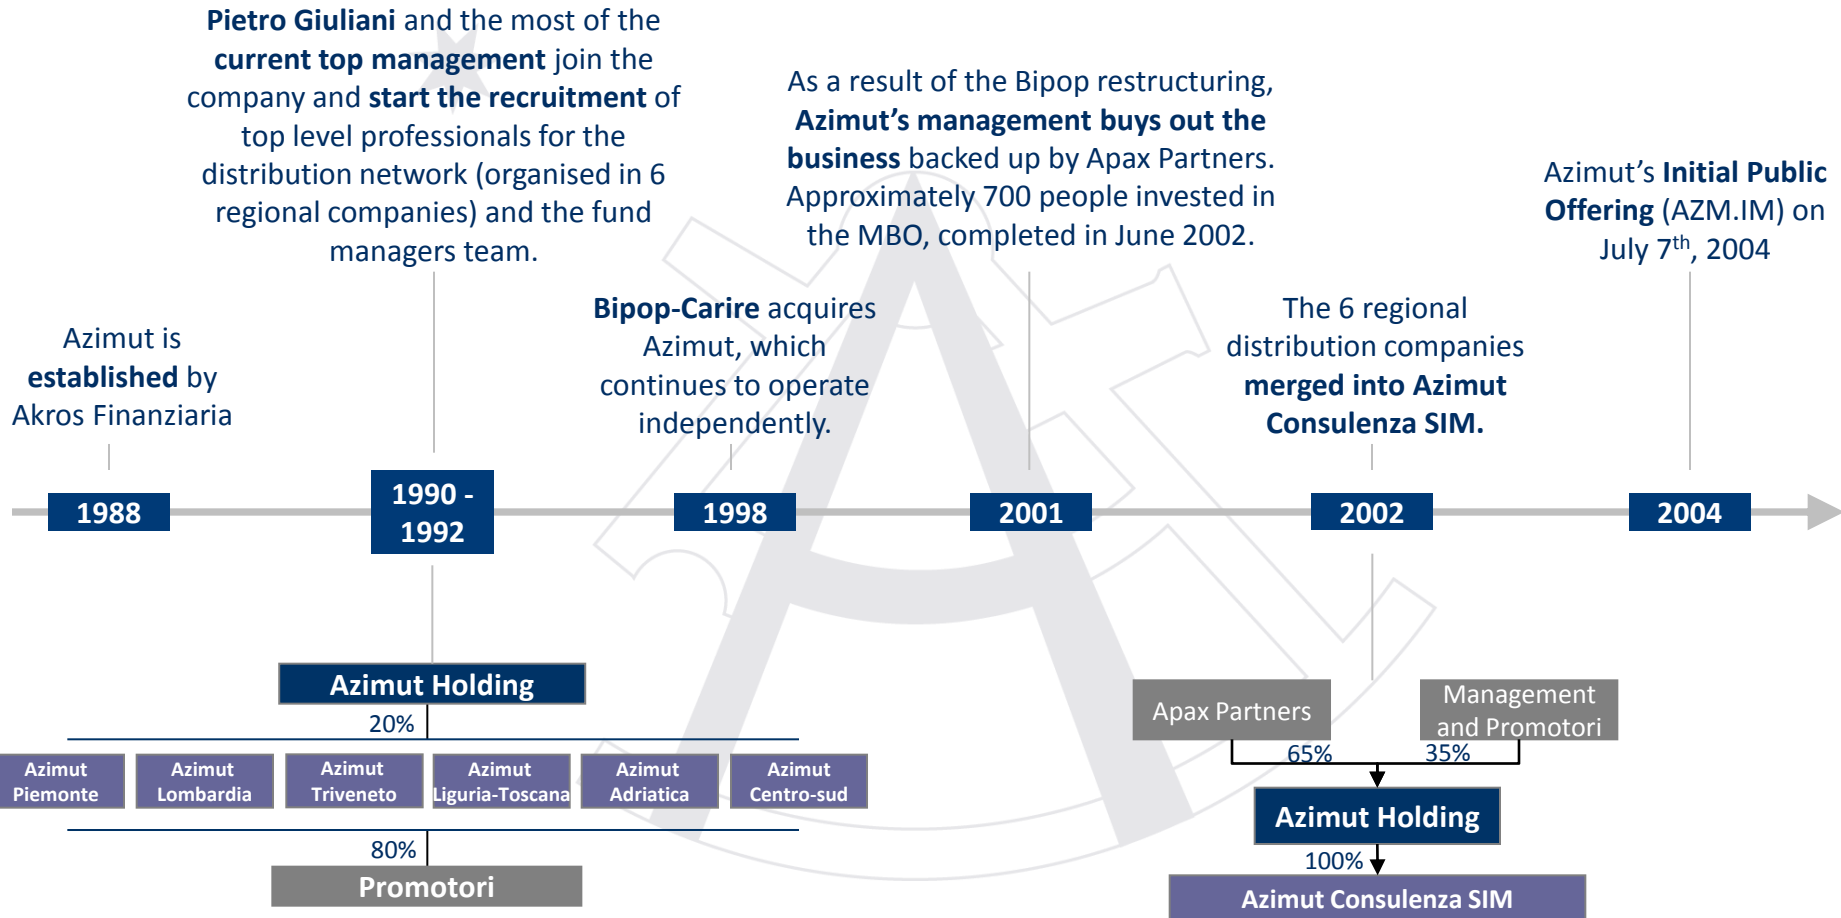 Pietro Giuliani and the most of the
current top management join the
company and start the recruitment of
top level professionals for the
distribution network (organised in 6
regional companies) and the fund
managers team.
As a result of the Bipop restructuring,
Azimut’s management buys out the
business backed up by Apax Partners.
Approximately 700 people invested in
the MBO, completed in June 2002.
Azimut’s Initial Public
Offering (AZM.IM) on
July 7th, 2004
Azimut is
established by
Akros Finanziaria
Bipop-Carire acquires
Azimut, which
continues to operate
independently.
The 6 regional
distribution companies
merged into Azimut
Consulenza SIM.
1988
1990 -
1992
1998
2001
2002
2004
Azimut Holding
20%
Azimut
Piemonte
Azimut
Lombardia
Azimut
Triveneto
Azimut
Liguria-Toscana
Azimut
Adriatica
Azimut
Centro-sud
80%
Promotori
Apax Partners
Management
and Promotori
65%
35%
Azimut Holding
100%
Azimut Consulenza SIM